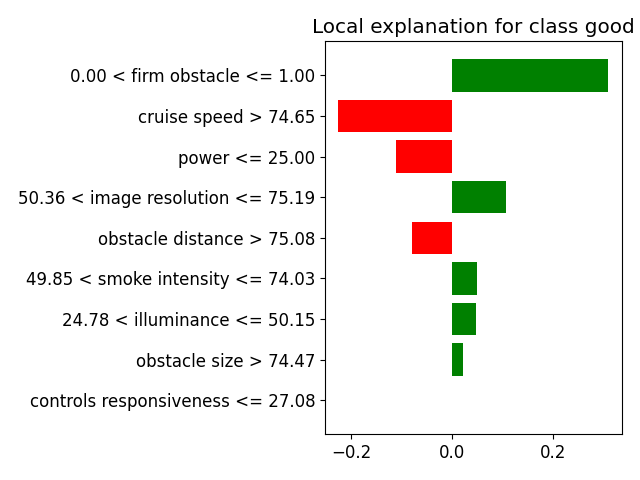 Local explanation for class good
0.00 < firm obstacle <= 1.00
cruise speed > 74.65
power <= 25.00
50.36 < image resolution <= 75.19
obstacle distance > 75.08
49.85 < smoke intensity <= 74.03
24.78 < illuminance <= 50.15
obstacle size > 74.47
controls responsiveness <= 27.08
−0.2 0.0 0.2